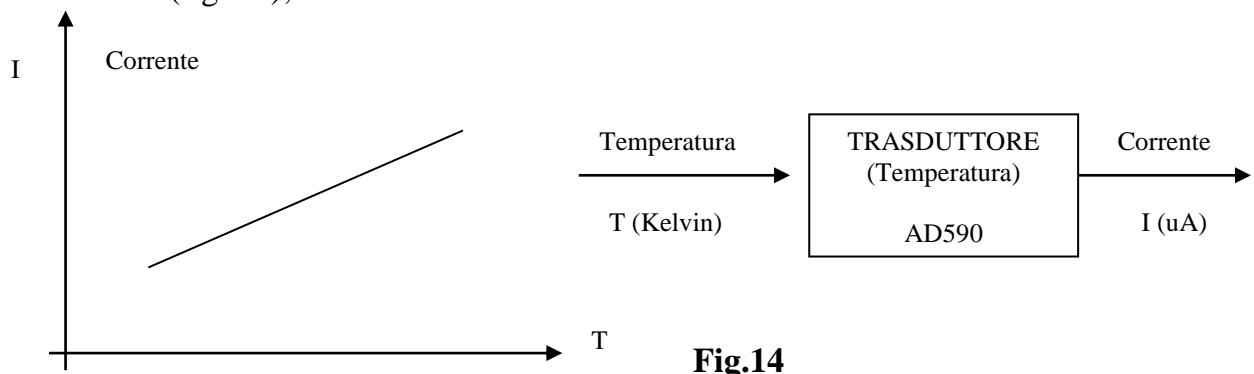 I
Corrente
Temperatura
T (Kelvin)
TRASDUTTORE
(Temperatura)
AD590
Corrente
I (uA)
T
Fig.14